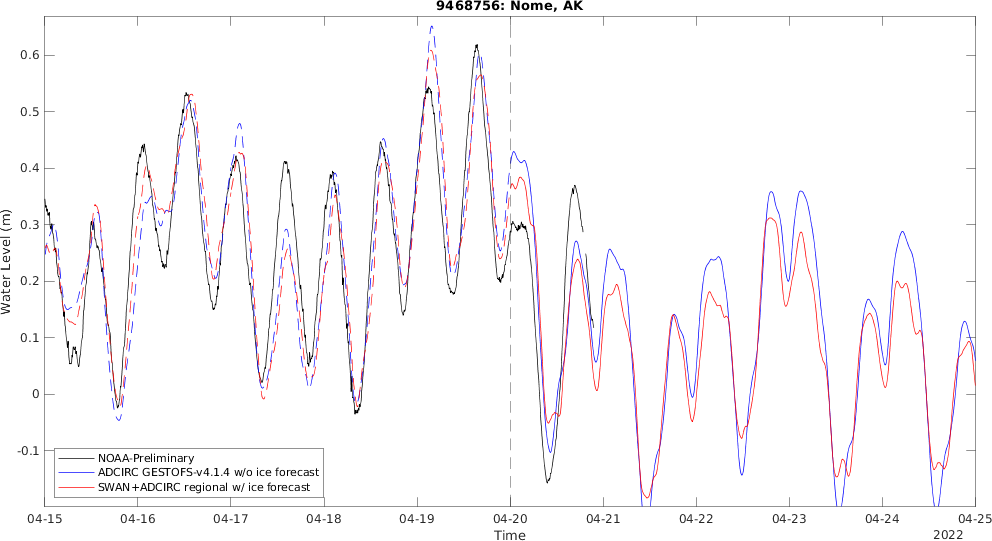 9468756: Nome, AK
Water Level (m)
0.6
0.5
0.4
0.3
0.2
0.1
0
-0.1
NOAA-Preliminary
ADCIRC GESTOFS-v4.1.4 w/o ice forecast
SWAN+ADCIRC regional w/ ice forecast
04-15 04-16 04-17 04-18 04-19 04-20 04-21 04-22 04-23 04-24 04-25
Time
2022